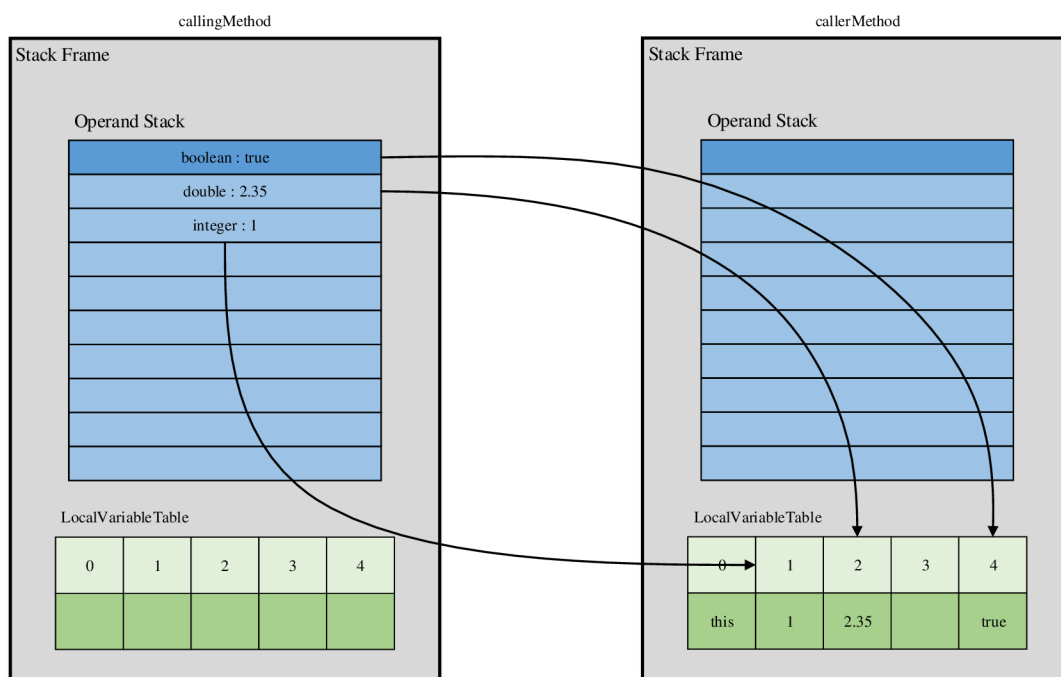 callingMethod
Stack Frame
Operand Stack
boolean : true
double : 2.35
integer : 1
LocalVariableTable
0 1 2 3 4
callerMethod
Stack Frame
Operand Stack
LocalVariableTable
0 1 2 3 4
this 1 2.35 true